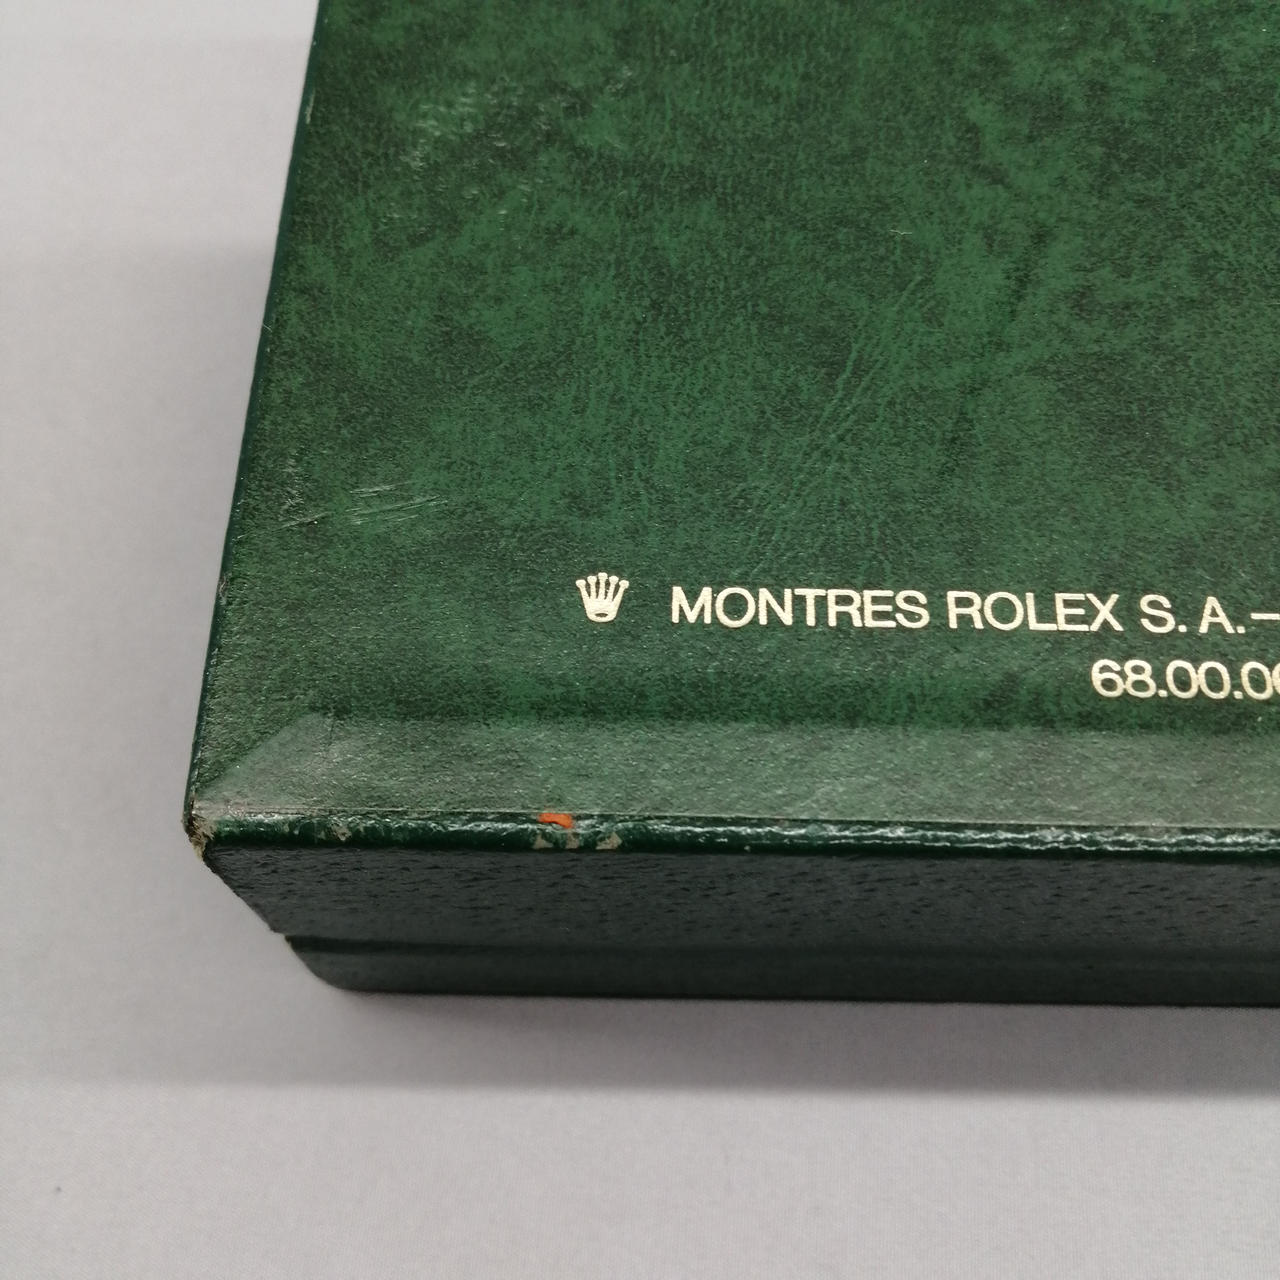 MONTRES ROLEX S. A. –
68.00.0